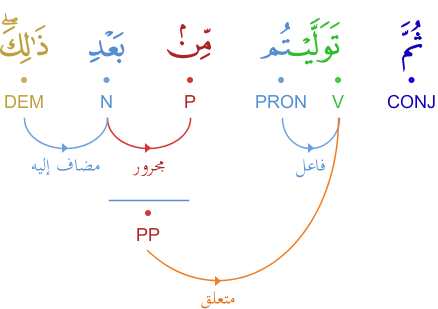 ثُمَّ تَوَلَّيْتُم مِّنۢ بَعْدِ ذَٰلِكَ ۖ
CONJ V PRON P N DEM
فاعل مجرور مضاف إليه
PP
متعلق